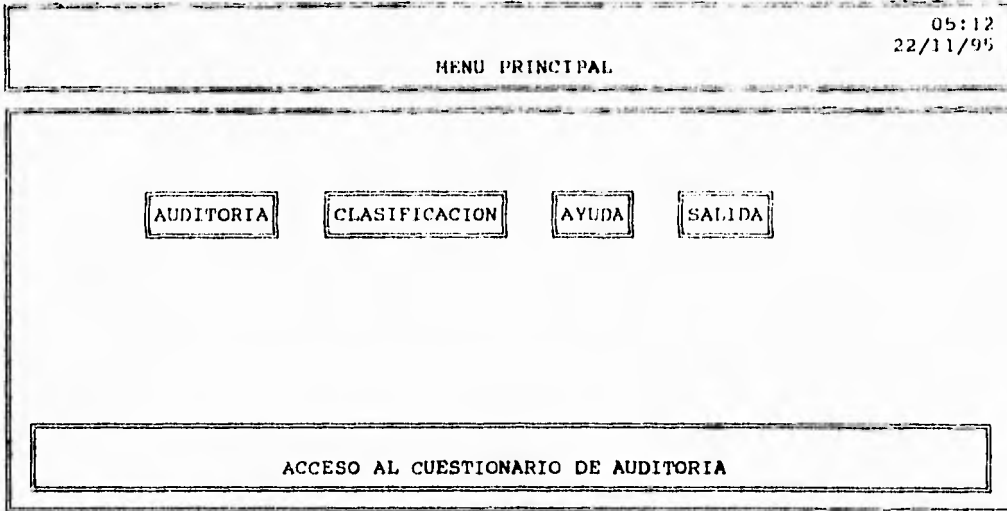 05:12
22/11/95
MENU PRINCIPAL
AUDITORIA CLASIFICACION AYUDA SALIDA
ACCESO AL CUESTIONARIO DE AUDITORIA